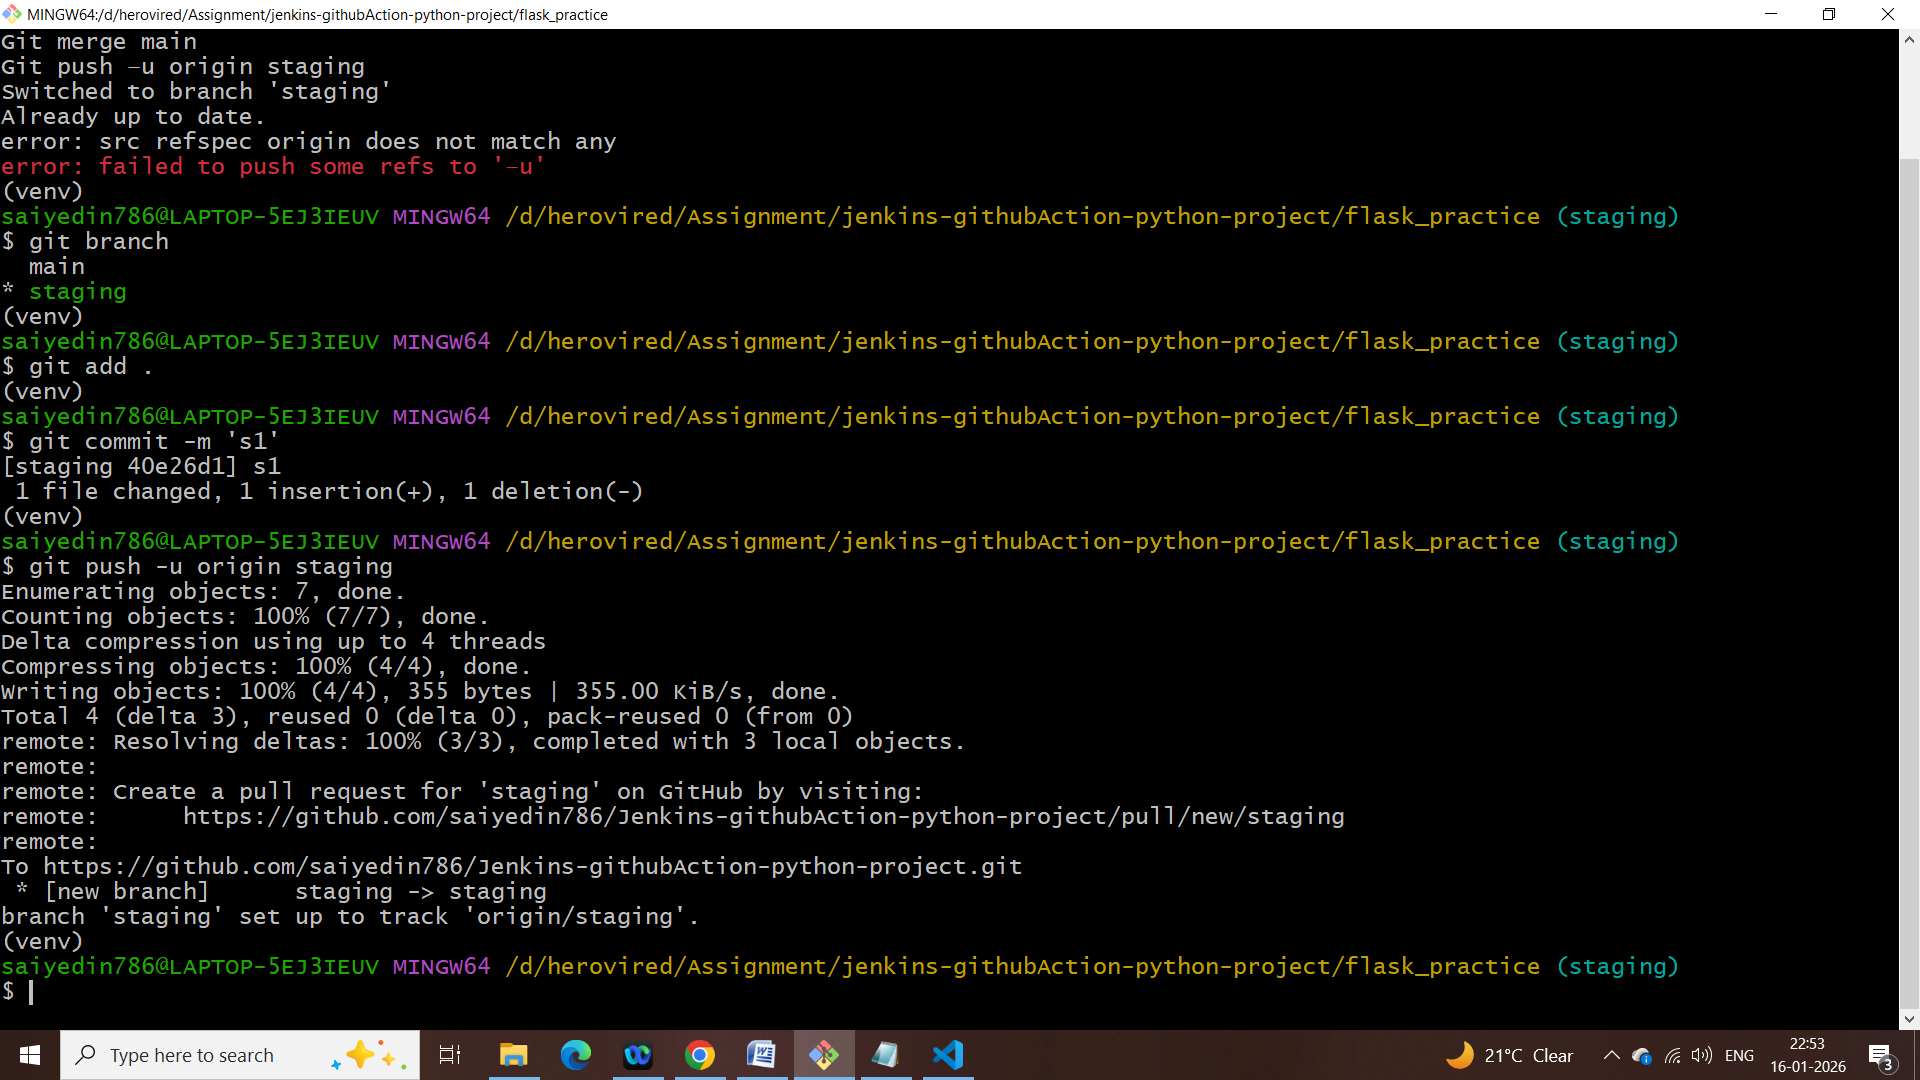 MINGW64:/d/herovired/Assignment/jenkins-githubAction-python-project/flask_practice
Git merge main
Git push –u origin staging
Switched to branch 'staging'
Already up to date.
error: src refspec origin does not match any
error: failed to push some refs to '–u'
(venv)
saiyedin786@LAPTOP-5EJ3IEUV MINGW64 /d/herovired/Assignment/jenkins-githubAction-python-project/flask_practice (staging)
$ git branch
  main
* staging
(venv)
saiyedin786@LAPTOP-5EJ3IEUV MINGW64 /d/herovired/Assignment/jenkins-githubAction-python-project/flask_practice (staging)
$ git add .
(venv)
saiyedin786@LAPTOP-5EJ3IEUV MINGW64 /d/herovired/Assignment/jenkins-githubAction-python-project/flask_practice (staging)
$ git commit -m 's1'
[staging 40e26d1] s1
 1 file changed, 1 insertion(+), 1 deletion(-)
(venv)
saiyedin786@LAPTOP-5EJ3IEUV MINGW64 /d/herovired/Assignment/jenkins-githubAction-python-project/flask_practice (staging)
$ git push -u origin staging
Enumerating objects: 7, done.
Counting objects: 100% (7/7), done.
Delta compression using up to 4 threads
Compressing objects: 100% (4/4), done.
Writing objects: 100% (4/4), 355 bytes | 355.00 KiB/s, done.
Total 4 (delta 3), reused 0 (delta 0), pack-reused 0 (from 0)
remote: Resolving deltas: 100% (3/3), completed with 3 local objects.
remote:
remote: Create a pull request for 'staging' on GitHub by visiting:
remote:      https://github.com/saiyedin786/Jenkins-githubAction-python-project/pull/new/staging
remote:
To https://github.com/saiyedin786/Jenkins-githubAction-python-project.git
 * [new branch]      staging -> staging
branch 'staging' set up to track 'origin/staging'.
(venv)
saiyedin786@LAPTOP-5EJ3IEUV MINGW64 /d/herovired/Assignment/jenkins-githubAction-python-project/flask_practice (staging)
$
Type here to search
21°C Clear
ENG
22:53
16-01-2026
3